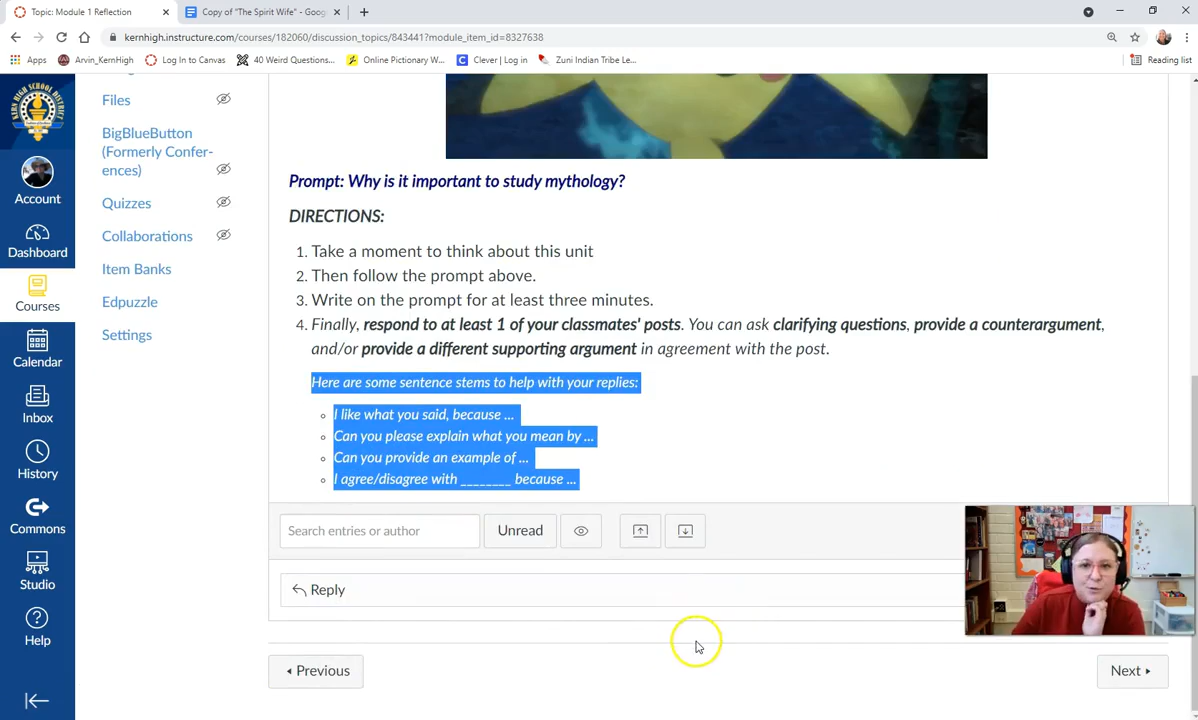 Topic: Module 1 Reflection
Copy of "The Spirit Wife" - Goog
kernhigh.instructure.com/courses/182060/discussion_topics/843441?module_item_id=8327638
Apps
Arvin_KernHigh
Log In to Canvas
40 Weird Questions...
Online Pictionary W...
Clever | Log in
Zuni Indian Tribe Le...
Reading list
Account
Dashboard
Courses
Calendar
Inbox
History
Commons
Studio
Help
Files
BigBlueButton
(Formerly Confer-
ences)
Quizzes
Collaborations
Item Banks
Edpuzzle
Settings
Prompt: Why is it important to study mythology?
DIRECTIONS:
1. Take a moment to think about this unit
2. Then follow the prompt above.
3. Write on the prompt for at least three minutes.
4. Finally, respond to at least 1 of your classmates' posts. You can ask clarifying questions, provide a counterargument,
and/or provide a different supporting argument in agreement with the post.
Here are some sentence stems to help with your replies:
I like what you said, because ...
Can you please explain what you mean by ...
Can you provide an example of ...
I agree/disagree with ________ because ...
Search entries or author
Unread
Reply
Previous
Next